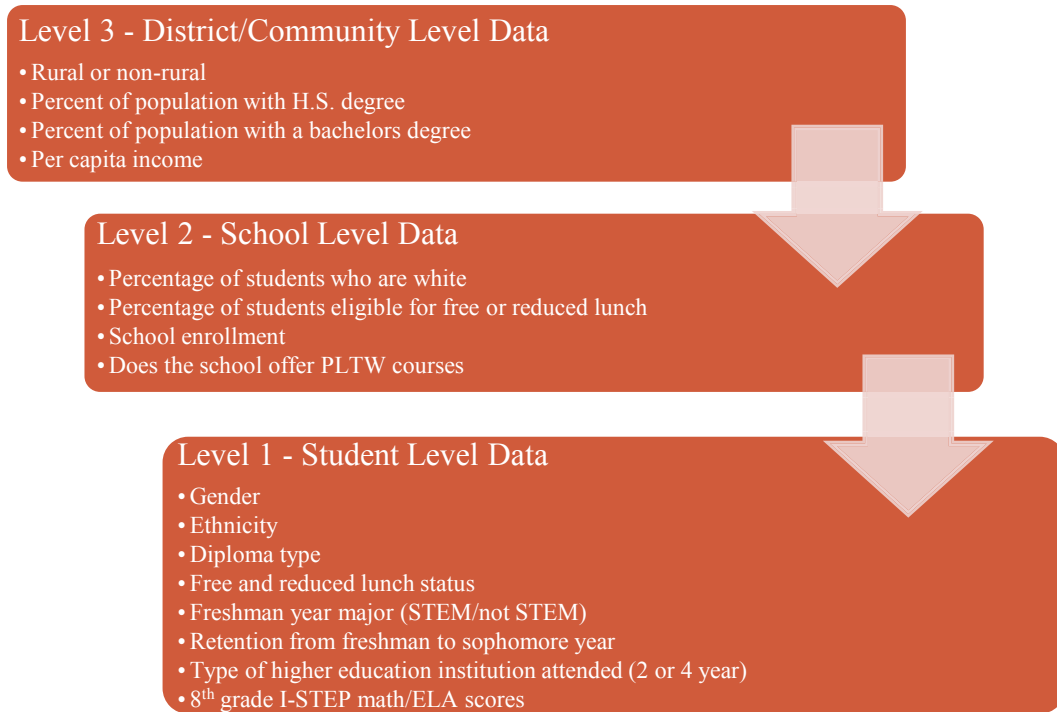 Level 3 - District/Community Level Data
• Rural or non-rural
• Percent of population with H.S. degree
• Percent of population with a bachelors degree
• Per capita income
Level 2 - School Level Data
• Percentage of students who are white
• Percentage of students eligible for free or reduced lunch
• School enrollment
• Does the school offer PLTW courses
Level 1 - Student Level Data
• Gender
• Ethnicity
• Diploma type
• Free and reduced lunch status
• Freshman year major (STEM/not STEM)
• Retention from freshman to sophomore year
• Type of higher education institution attended (2 or 4 year)
• 8th grade I-STEP math/ELA scores